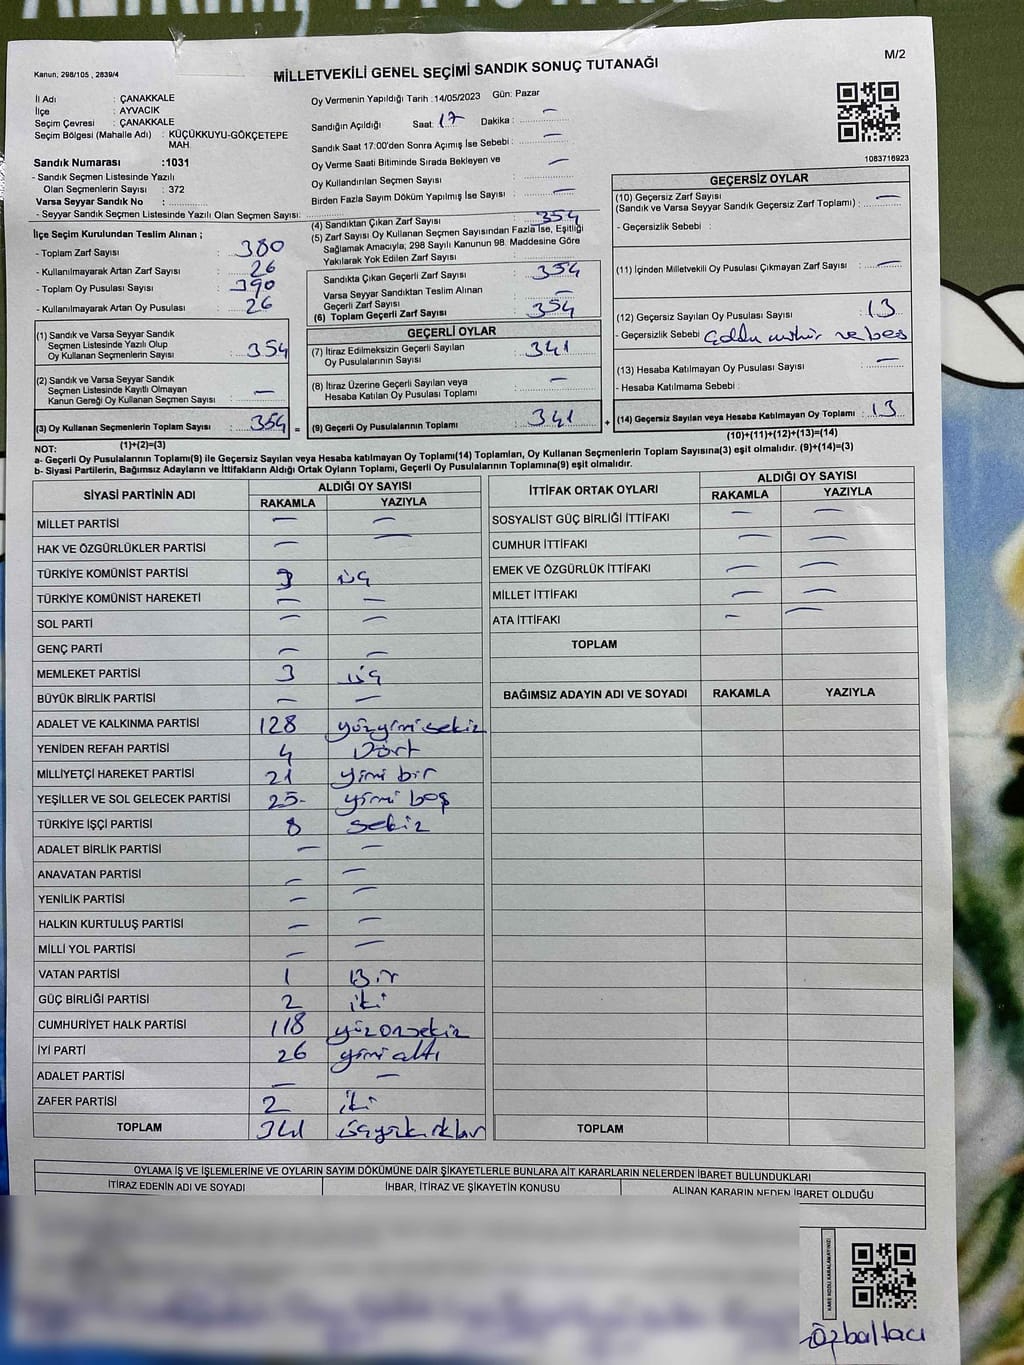 M/2
Kanun, 298/105 , 2839/4
MİLLETVEKİLİ GENEL SEÇİMİ SANDIK SONUÇ TUTANAĞI
İl Adı : ÇANAKKALE
İlçe : AYVACIK
Seçim Çevresi : ÇANAKKALE
Seçim Bölgesi (Mahalle Adı) : KÜÇÜKKUYU-GÖKÇETEPE MAH.
Sandık Numarası :1031
- Sandık Seçmen Listesinde Yazılı
Olan Seçmenlerin Sayısı : 372
Varsa Seyyar Sandık No :
- Seyyar Sandık Seçmen Listesinde Yazılı Olan Seçmen Sayısı:
Oy Vermenin Yapıldığı Tarih :14/05/2023 Gün: Pazar
Sandığın Açıldığı Saat: 17 Dakika : —
Sandık Saat 17:00'den Sonra Açımış İse Sebebi : —
Oy Verme Saati Bitiminde Sırada Bekleyen ve
Oy Kullandırılan Seçmen Sayısı : —
Birden Fazla Sayım Döküm Yapılmış İse Sayısı : —
1083716923
İlçe Seçim Kurulundan Teslim Alınan ;
- Toplam Zarf Sayısı : 380
- Kullanılmayarak Artan Zarf Sayısı : 26
- Toplam Oy Pusulası Sayısı : 390
- Kullanılmayarak Artan Oy Pusulası : 26
(1) Sandık ve Varsa Seyyar Sandık
Seçmen Listesinde Yazılı Olup
Oy Kullanan Seçmenlerin Sayısı : 354
(2) Sandık ve Varsa Seyyar Sandık
Seçmen Listesinde Kayıtlı Olmayan
Kanun Gereği Oy Kullanan Seçmen Sayısı : —
(3) Oy Kullanan Seçmenlerin Toplam Sayısı : 354 =
(1)+(2)=(3)
(4) Sandıktan Çıkan Zarf Sayısı : 354
(5) Zarf Sayısı Oy Kullanan Seçmen Sayısından Fazla İse, Eşitliği
Sağlamak Amacıyla; 298 Sayılı Kanunun 98. Maddesine Göre
Yakılarak Yok Edilen Zarf Sayısı :
Sandıkta Çıkan Geçerli Zarf Sayısı : 354
Varsa Seyyar Sandıktan Teslim Alınan
Geçerli Zarf Sayısı : —
(6) Toplam Geçerli Zarf Sayısı : 354
GEÇERLİ OYLAR
(7) İtiraz Edilmeksizin Geçerli Sayılan
Oy Pusulalarının Sayısı : 341
(8) İtiraz Üzerine Geçerli Sayılan veya
Hesaba Katılan Oy Pusulası Toplamı : —
(9) Geçerli Oy Pusulalarının Toplamı : 341 +
GEÇERSİZ OYLAR
(10) Geçersiz Zarf Sayısı
(Sandık ve Varsa Seyyar Sandık Geçersiz Zarf Toplamı) : —
- Geçersizlik Sebebi :
(11) İçinden Milletvekili Oy Pusulası Çıkmayan Zarf Sayısı : —
(12) Geçersiz Sayılan Oy Pusulası Sayısı : 13
- Geçersizlik Sebebi
(13) Hesaba Katılmayan Oy Pusulası Sayısı : —
- Hesaba Katılmama Sebebi :
(14) Geçersiz Sayılan veya Hesaba Katılmayan Oy Toplamı : 13
(10)+(11)+(12)+(13)=(14)
NOT:
a- Geçerli Oy Pusulalarının Toplamı(9) ile Geçersiz Sayılan veya Hesaba Katılmayan Oy Toplamı(14) Toplamları, Oy Kullanan Seçmenlerin Toplam Sayısına(3) eşit olmalıdır. (9)+(14)=(3)
b- Siyasi Partilerin, Bağımsız Adayların ve İttifakların Aldığı Ortak Oyların Toplamı, Geçerli Oy Pusulalarının Toplamına(9) eşit olmalıdır.
SİYASİ PARTİNİN ADI ALDIĞI OY SAYISI
RAKAMLA YAZIYLA
MİLLET PARTİSİ — —
HAK VE ÖZGÜRLÜKLER PARTİSİ — —
TÜRKİYE KOMÜNİST PARTİSİ 3 üç
TÜRKİYE KOMÜNİST HAREKETİ — —
SOL PARTİ — —
GENÇ PARTİ — —
MEMLEKET PARTİSİ 3 üç
BÜYÜK BİRLİK PARTİSİ — —
ADALET VE KALKINMA PARTİSİ 128 yüzyirmisekiz
YENİDEN REFAH PARTİSİ 4 Dört
MİLLİYETÇİ HAREKET PARTİSİ 21 yirmi bir
YEŞİLLER VE SOL GELECEK PARTİSİ 25- yirmi beş
TÜRKİYE İŞÇİ PARTİSİ 8 sekiz
ADALET BİRLİK PARTİSİ — —
ANAVATAN PARTİSİ — —
YENİLİK PARTİSİ — —
HALKIN KURTULUŞ PARTİSİ — —
MİLLİ YOL PARTİSİ — —
VATAN PARTİSİ 1 Bir
GÜÇ BİRLİĞİ PARTİSİ 2 iki
CUMHURİYET HALK PARTİSİ 118 yüzonsekiz
İYİ PARTİ 26 yirmi altı
ADALET PARTİSİ — —
ZAFER PARTİSİ 2 iki
TOPLAM 341 üçyüzkırkbir
İTTİFAK ORTAK OYLARI ALDIĞI OY SAYISI
RAKAMLA YAZIYLA
SOSYALİST GÜÇ BİRLİĞİ İTTİFAKI — —
CUMHUR İTTİFAKI — —
EMEK VE ÖZGÜRLÜK İTTİFAKI — —
MİLLET İTTİFAKI — —
ATA İTTİFAKI — —
TOPLAM
BAĞIMSIZ ADAYIN ADI VE SOYADI RAKAMLA YAZIYLA
TOPLAM
OYLAMA İŞ VE İŞLEMLERİNE VE OYLARIN SAYIM DÖKÜMÜNE DAİR ŞİKAYETLERLE BUNLARA AİT KARARLARIN NELERDEN İBARET BULUNDUKLARI
İTİRAZ EDENİN ADI VE SOYADI İHBAR, İTİRAZ VE ŞİKAYETİN KONUSU ALINAN KARARIN NEDEN İBARET OLDUĞU
KARE KODU KARALAMAYINIZ!
Özbaltacı